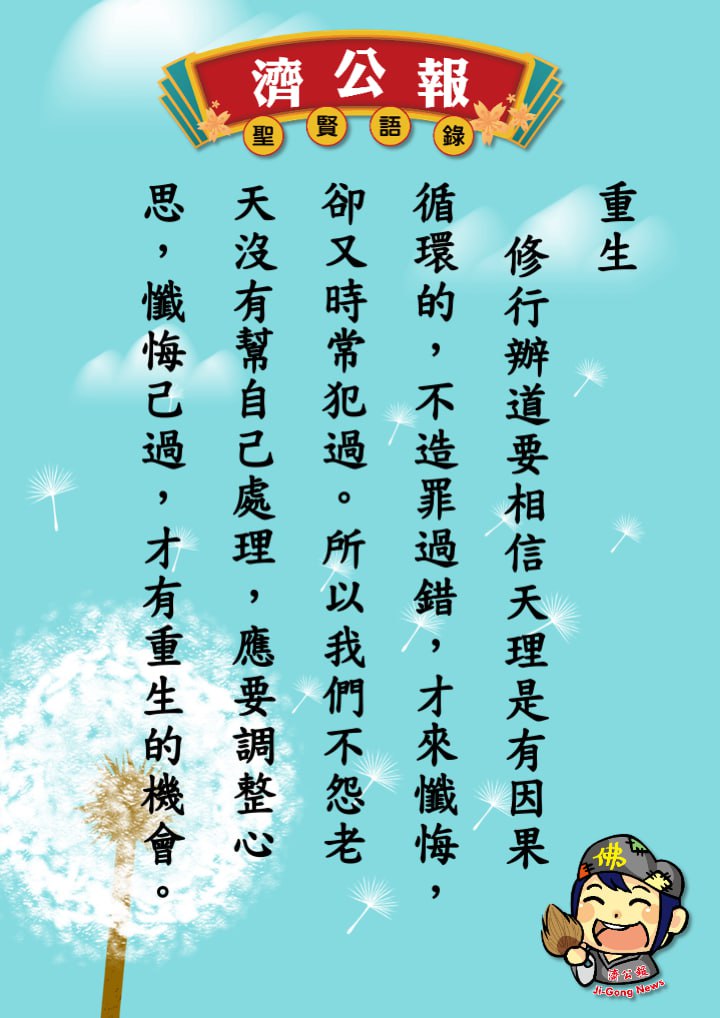 濟公報
聖賢語錄
重生
修行辦道要相信天理是有因果
循環的，不造罪過錯，才來懺悔，
卻又時常犯過。所以我們不怨老
天沒有幫自己處理，應要調整心
思，懺悔己過，才有重生的機會。
佛
濟公報
Ji-Gong News